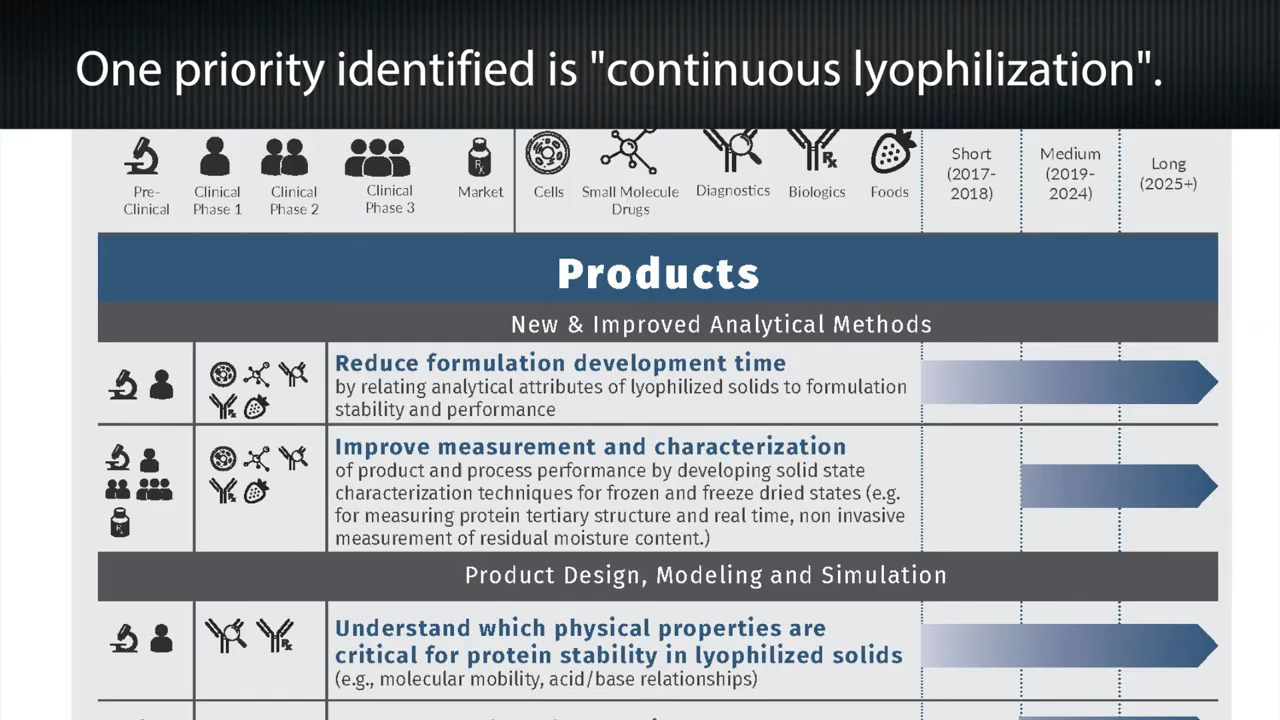 One priority identified is "continuous lyophilization".
Pre-
Clinical
Clinical
Phase 1
Clinical
Phase 2
Clinical
Phase 3
Market
Cells
Small Molecule
Drugs
Diagnostics
Biologics
Foods
Short
(2017-
2018)
Medium
(2019-
2024)
Long
(2025+)
Rx
Rx
Products
New & Improved Analytical Methods
Reduce formulation development time
by relating analytical attributes of lyophilized solids to formulation
stability and performance
Improve measurement and characterization
of product and process performance by developing solid state
characterization techniques for frozen and freeze dried states (e.g.
for measuring protein tertiary structure and real time, non invasive
measurement of residual moisture content.)
Product Design, Modeling and Simulation
Understand which physical properties are
critical for protein stability in lyophilized solids
(e.g., molecular mobility, acid/base relationships)